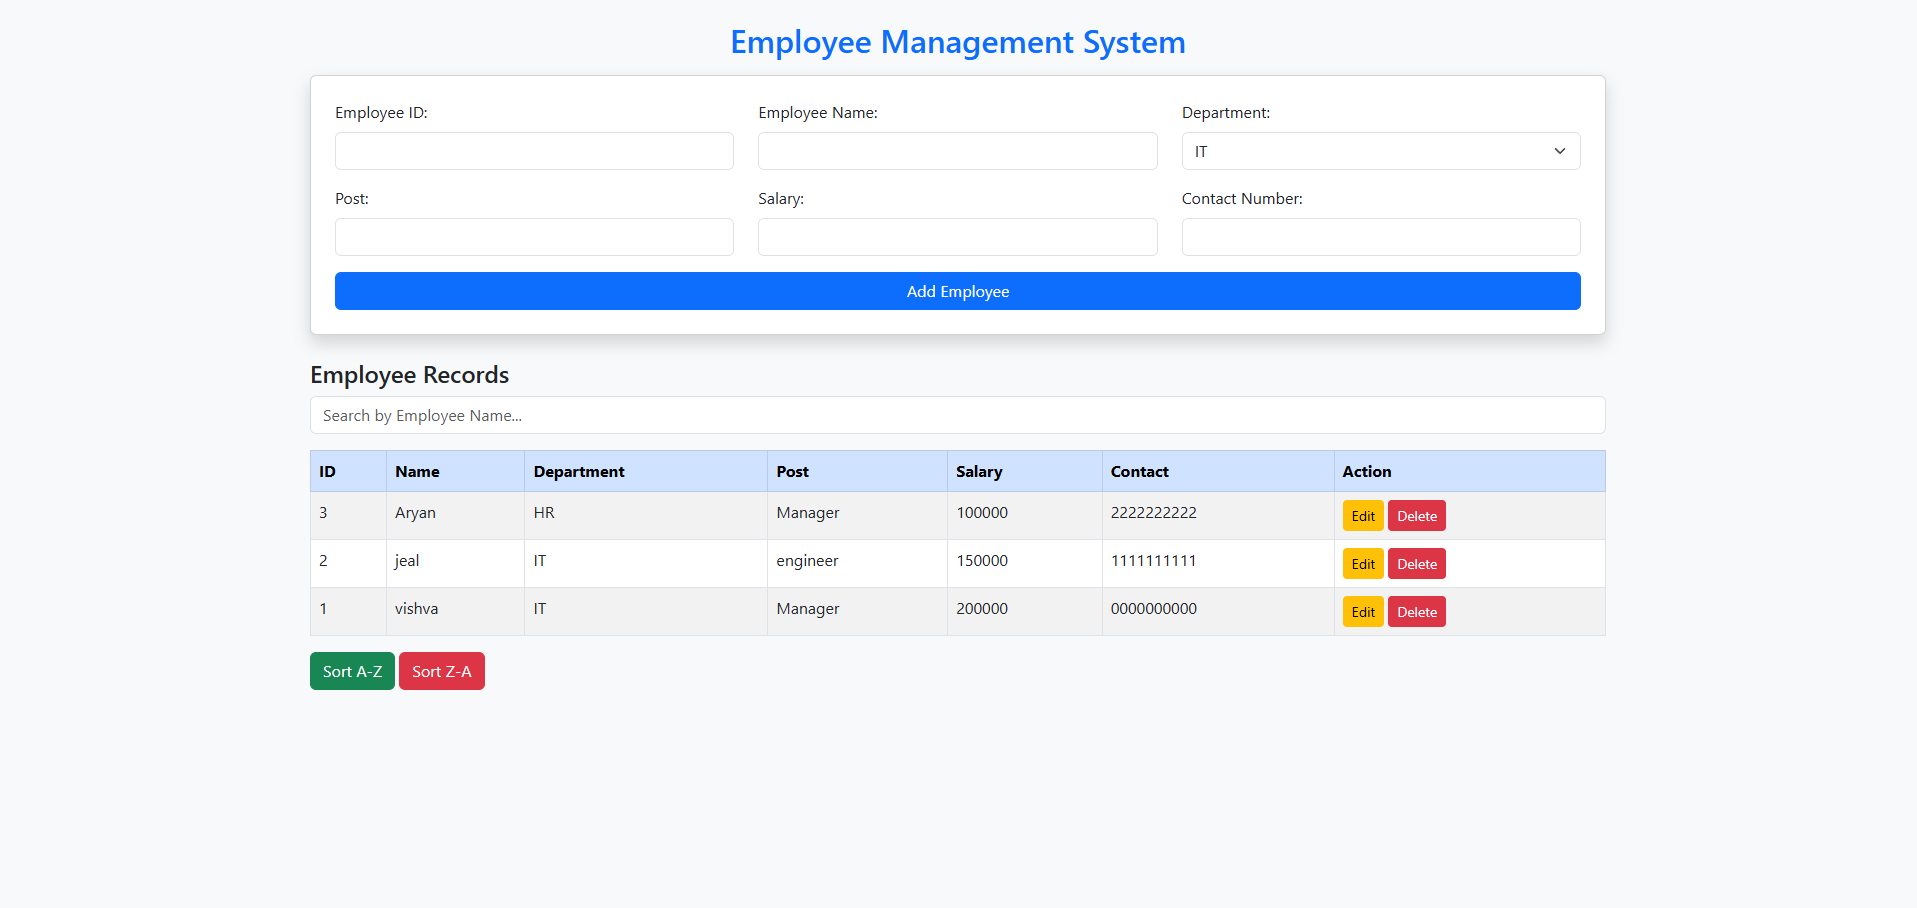 Employee Management System
Employee ID: Employee Name: Department:
IT
Post: Salary: Contact Number:
Add Employee
Employee Records
Search by Employee Name...
ID Name Department Post Salary Contact Action
3 Aryan HR Manager 100000 2222222222 Edit Delete
2 jeal IT engineer 150000 1111111111 Edit Delete
1 vishva IT Manager 200000 0000000000 Edit Delete
Sort A-Z Sort Z-A